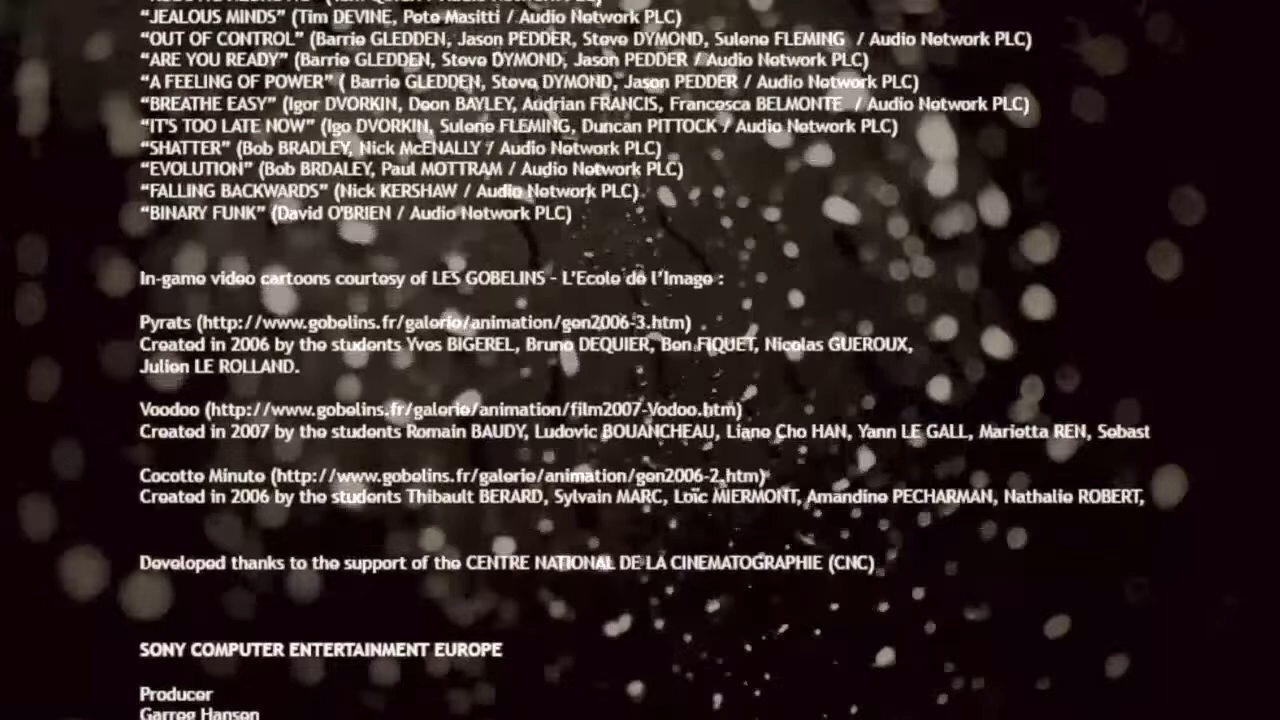 “JEALOUS MINDS” (Tim DEVINE, Pete Masitti / Audio Network PLC)
“OUT OF CONTROL” (Barrie GLEDDEN, Jason PEDDER, Steve DYMOND, Sulene FLEMING / Audio Network PLC)
“ARE YOU READY” (Barrie GLEDDEN, Steve DYMOND, Jason PEDDER / Audio Network PLC)
“A FEELING OF POWER” ( Barrie GLEDDEN, Steve DYMOND, Jason PEDDER / Audio Network PLC)
“BREATHE EASY” (Igor DVORKIN, Deon BAYLEY, Audrian FRANCIS, Francesca BELMONTE / Audio Network PLC)
“IT'S TOO LATE NOW” (Igo DVORKIN, Sulene FLEMING, Duncan PITTOCK / Audio Network PLC)
“SHATTER” (Bob BRADLEY, Nick McENALLY / Audio Network PLC)
“EVOLUTION” (Bob BRDALEY, Paul MOTTRAM / Audio Network PLC)
“FALLING BACKWARDS” (Nick KERSHAW / Audio Network PLC)
“BINARY FUNK” (David O'BRIEN / Audio Network PLC)
In-game video cartoons courtesy of LES GOBELINS - L'Ecole de l'Image :
Pyrats (http://www.gobelins.fr/galerie/animation/gen2006-3.htm)
Created in 2006 by the students Yves BIGEREL, Bruno DEQUIER, Ben FIQUET, Nicolas GUEROUX,
Julien LE ROLLAND.
Voodoo (http://www.gobelins.fr/galerie/animation/film2007-Vodoo.htm)
Created in 2007 by the students Romain BAUDY, Ludovic BOUANCHEAU, Liane Cho HAN, Yann LE GALL, Marietta REN, Sebast
Cocotte Minute (http://www.gobelins.fr/galerie/animation/gen2006-2.htm)
Created in 2006 by the students Thibault BERARD, Sylvain MARC, Loïc MIERMONT, Amandine PECHARMAN, Nathalie ROBERT,
Developed thanks to the support of the CENTRE NATIONAL DE LA CINEMATOGRAPHIE (CNC)
SONY COMPUTER ENTERTAINMENT EUROPE
Producer
Garreg Hansen